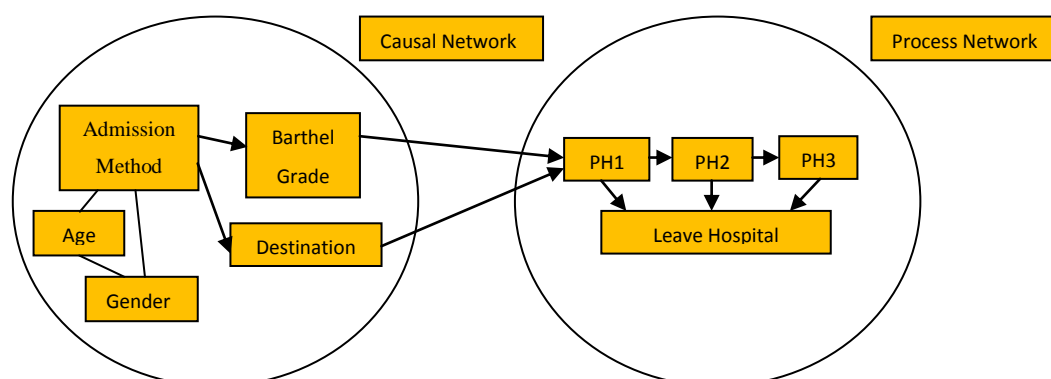 Causal Network
Process Network
Admission
Method
Barthel
Grade
Age
Gender
Destination
PH1
PH2
PH3
Leave Hospital